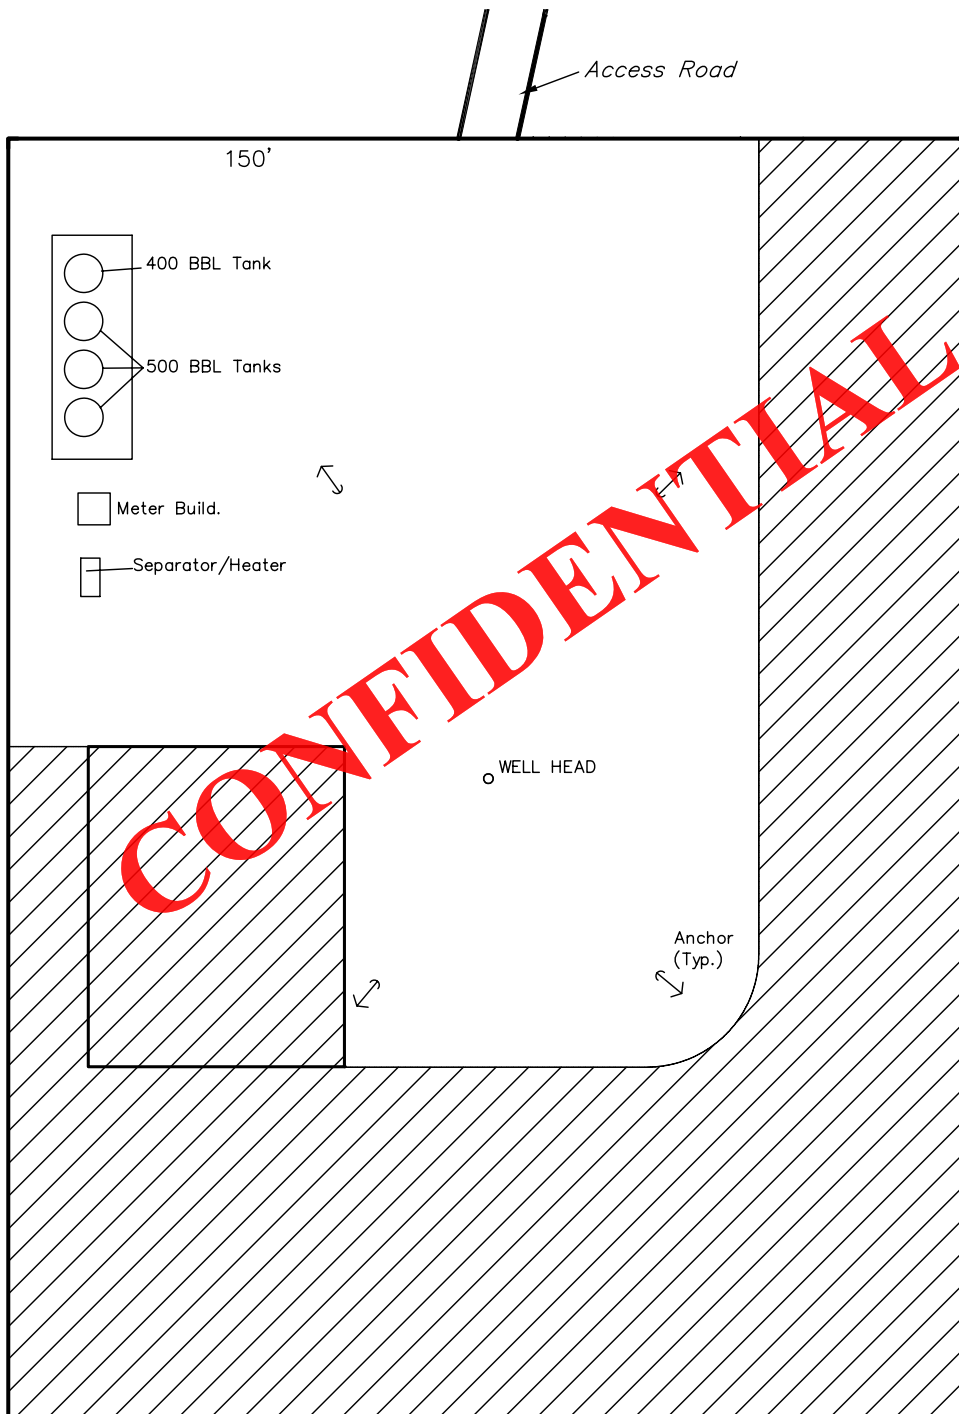 Access Road
150'
400 BBL Tank
500 BBL Tanks
Meter Build.
Separator/Heater
CONFIDENTIAL
WELL HEAD
Anchor
(Typ.)